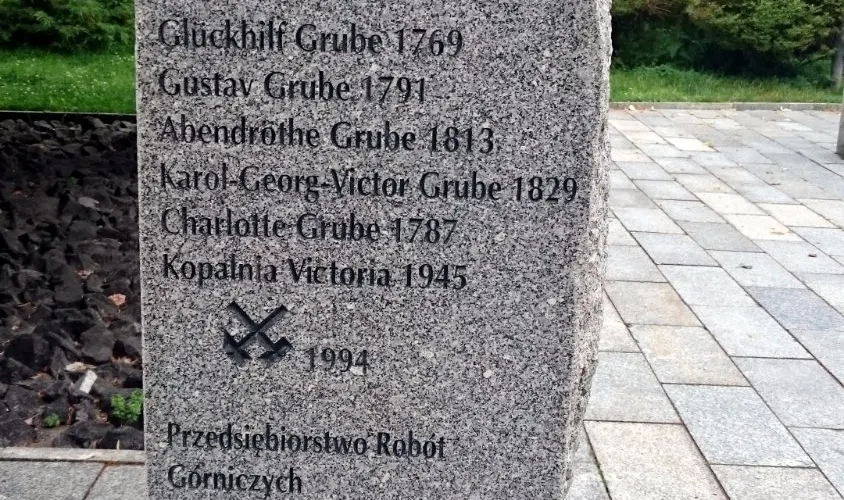 Glückhilf Grube 1769
Gustav Grube 1791
Abendröthe Grube 1813
Karol-Georg-Victor Grube 1829
Charlotte Grube 1787
Kopalnia Victoria 1945
1994
Przedsiębiorstwo Robót
Górniczych